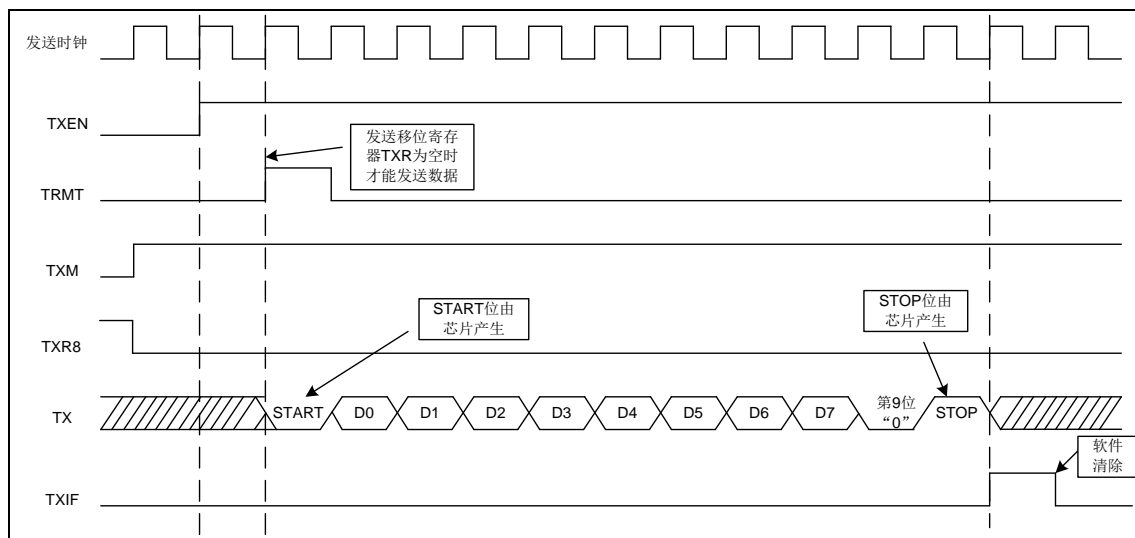 发送时钟
TXEN
发送移位寄存
器TXR为空时
才能发送数据
TRMT
TXM
START位由
芯片产生
STOP位由
芯片产生
TXR8
TX
START
D0
D1
D2
D3
D4
D5
D6
D7
第9位
“0”
STOP
软件
清除
TXIF